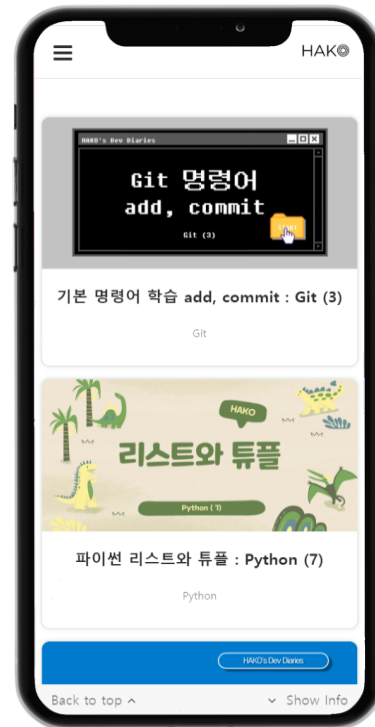 HAKO
HAKO's Dev Diaries
Git 명령어
add, commit
Git (3)
기본 명령어 학습 add, commit : Git (3)
Git
HAKO
리스트와 튜플
Python ( 1)
파이썬 리스트와 튜플 : Python (7)
Python
HAKO's Dev Diaries
Back to top
Show Info